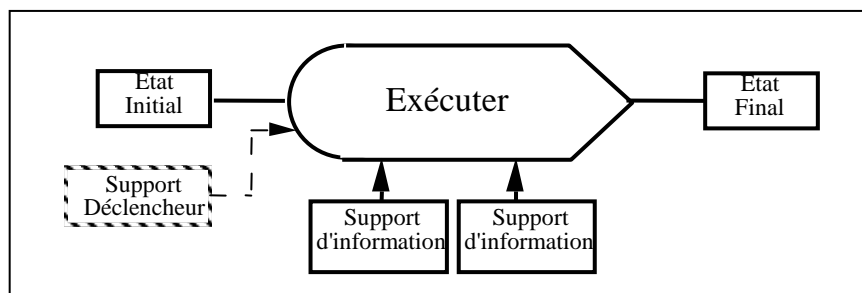 Etat
Initial
Exécuter
Etat
Final
Support
Déclencheur
Support
d'information
Support
d'information